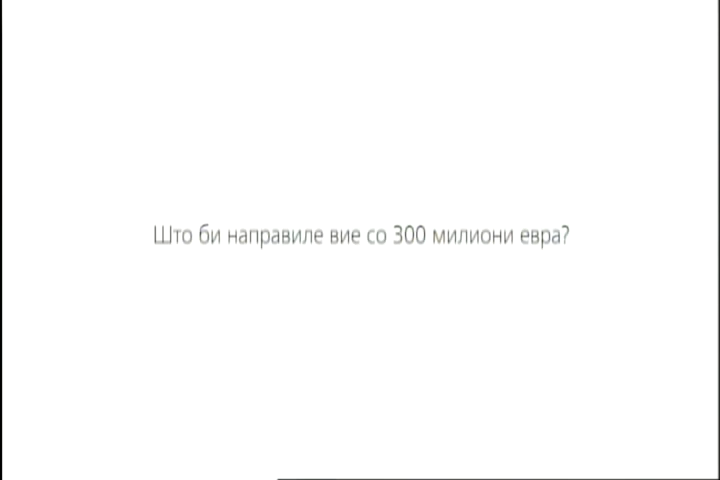 Што би направиле вие со 300 милиони евра?